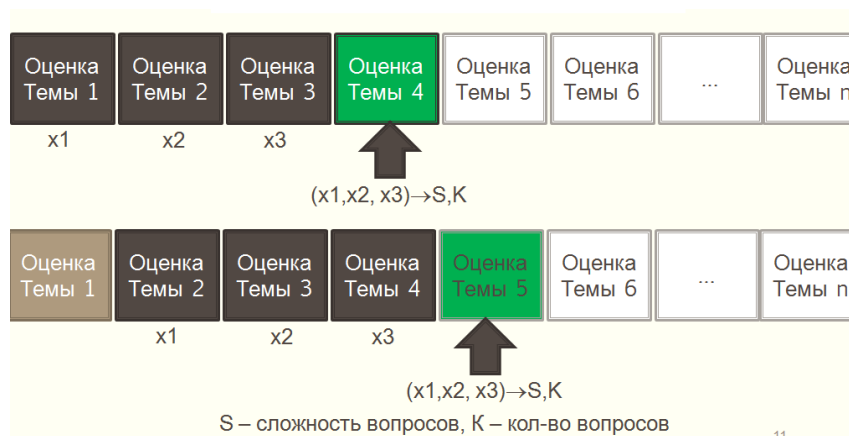 Оценка Темы 1
Оценка Темы 2
Оценка Темы 3
Оценка Темы 4
Оценка Темы 5
Оценка Темы 6
...
Оценка Темы n
x1
x2
x3
(x1,x2, x3)→S,K
Оценка Темы 1
Оценка Темы 2
Оценка Темы 3
Оценка Темы 4
Оценка Темы 5
Оценка Темы 6
...
Оценка Темы n
x1
x2
x3
(x1,x2, x3)→S,K
S – сложность вопросов, К – кол-во вопросов
11